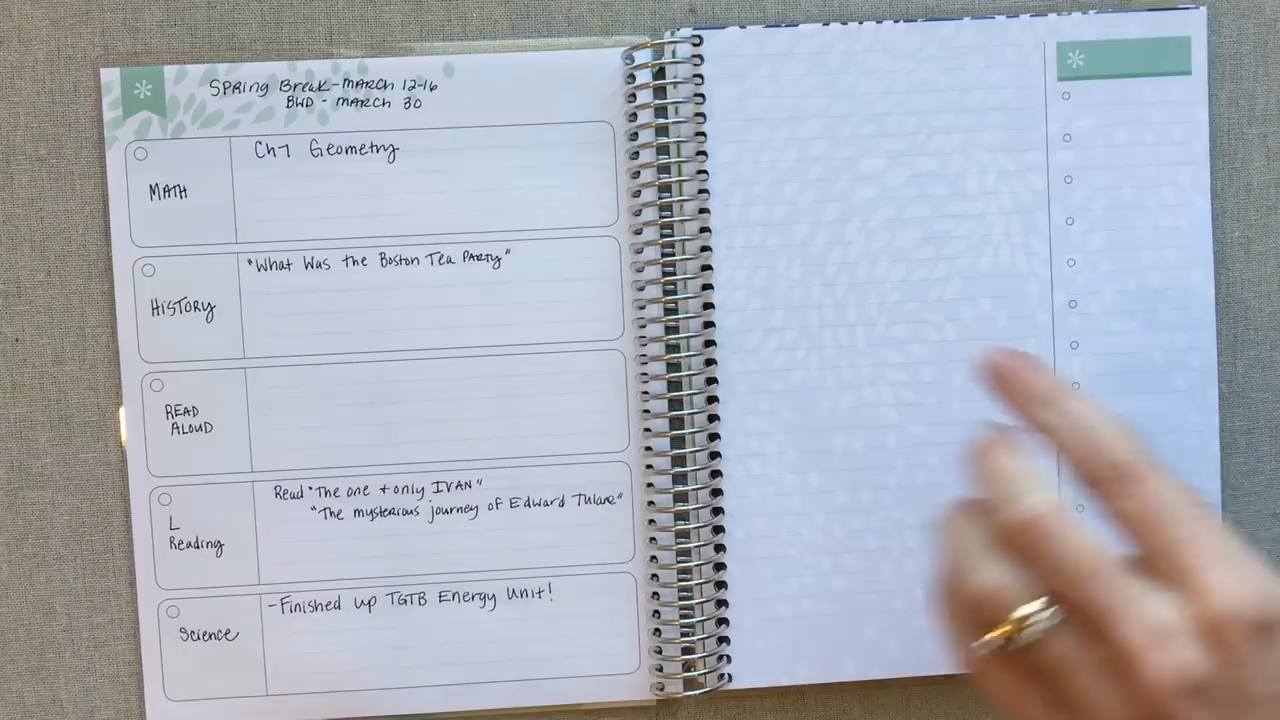 SPRing BreaK - MARCH 12-16
BWD - MARCH 30
MATH
Ch 7 Geometry
HiSTORy
"What Was the Boston Tea PARTY"
READ
ALOUD
L
Reading
Read "The one + only IVAN"
"The mysterious journey of Edward Tulane"
Science
- Finished up TGTB Energy Unit!